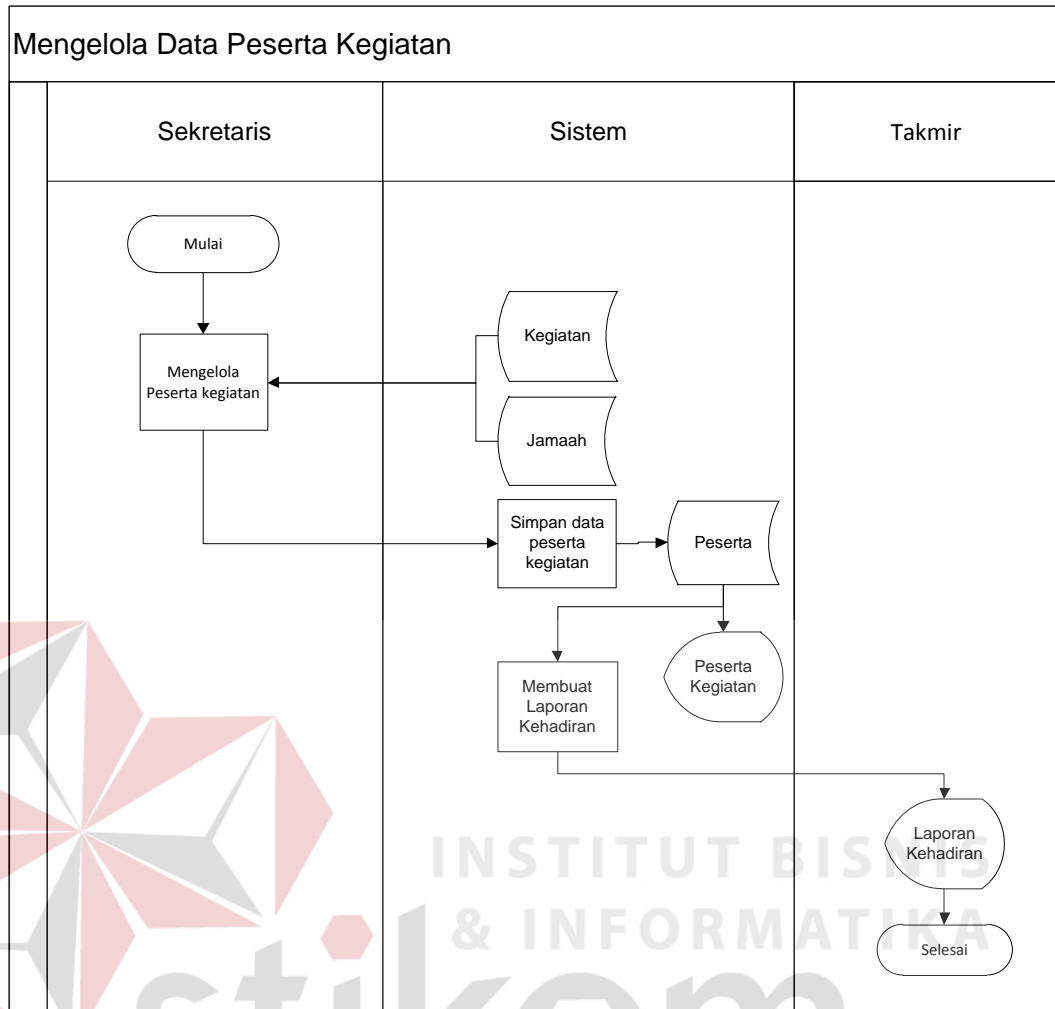 Mengelola Data Peserta Kegiatan
Sekretaris
Sistem
Takmir
Mulai
Kegiatan
Mengelola
Peserta kegiatan
Jamaah
Simpan data
peserta
kegiatan
Peserta
Peserta
Kegiatan
Membuat
Laporan
Kehadiran
Laporan
Kehadiran
INSTITUT BISNIS
& INFORMATIKA
Selesai
stikom